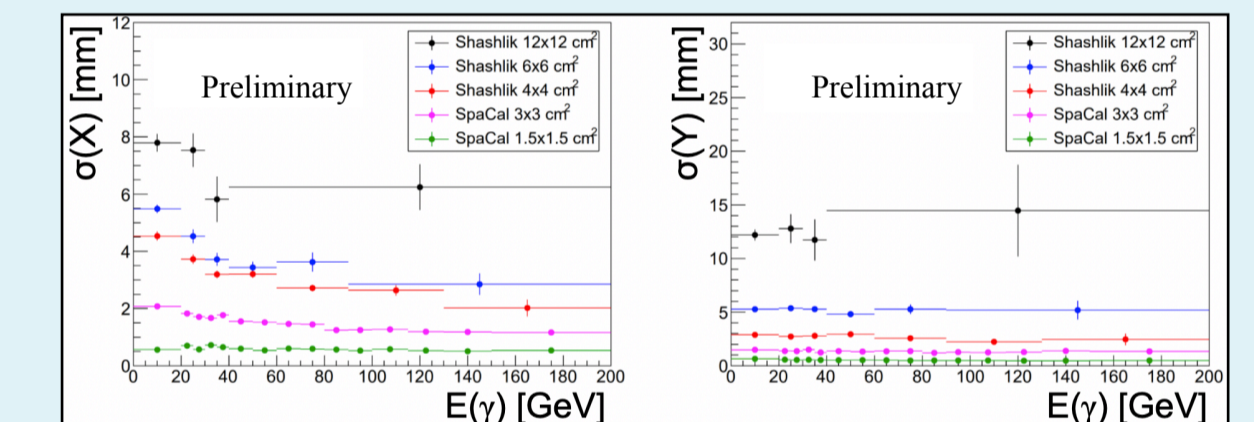 σ(X) [mm]
12
10
8
6
4
2
0
Preliminary
Shashlik 12x12 cm²
Shashlik 6x6 cm²
Shashlik 4x4 cm²
SpaCal 3x3 cm²
SpaCal 1.5x1.5 cm²
0 20 40 60 80 100 120 140 160 180 200
E(γ) [GeV]
σ(Y) [mm]
30
25
20
15
10
5
0
Preliminary
Shashlik 12x12 cm²
Shashlik 6x6 cm²
Shashlik 4x4 cm²
SpaCal 3x3 cm²
SpaCal 1.5x1.5 cm²
0 20 40 60 80 100 120 140 160 180 200
E(γ) [GeV]